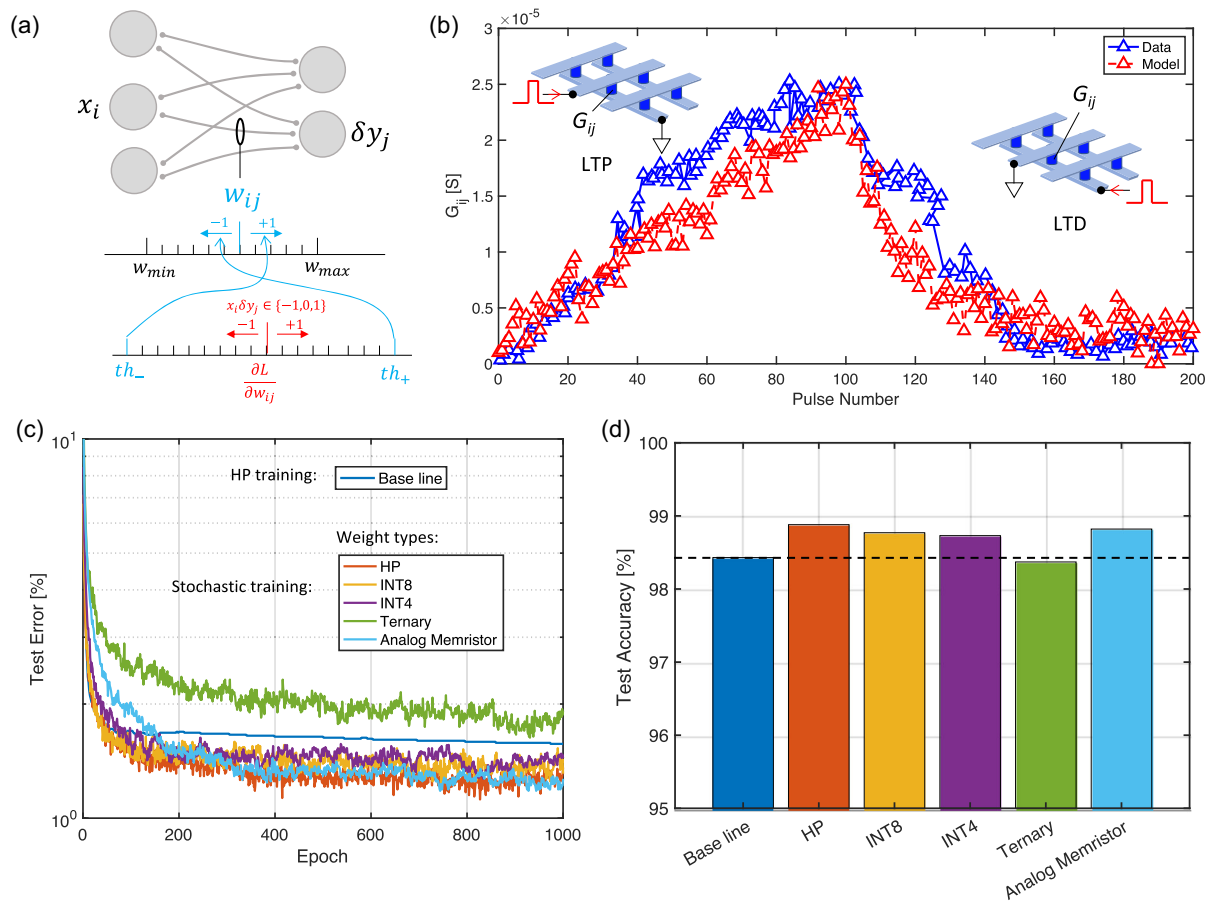 (a)
x_i
δy_j
w_ij
−1 +1
w_min w_max
x_i δy_j ∈ {−1,0,1}
−1 +1
th_− ∂L/∂w_ij th_+
(b)
×10^-5
3
2.5
2
1.5
1
0.5
0
G_ij [S]
0 20 40 60 80 100 120 140 160 180 200
Pulse Number
Data
Model
G_ij
LTP
G_ij
LTD
(c)
10^1
10^0
Test Error [%]
0 200 400 600 800 1000
Epoch
HP training:
Base line
Weight types:
Stochastic training:
HP
INT8
INT4
Ternary
Analog Memristor
(d)
100
99
98
97
96
95
Test Accuracy [%]
Base line
HP
INT8
INT4
Ternary
Analog Memristor